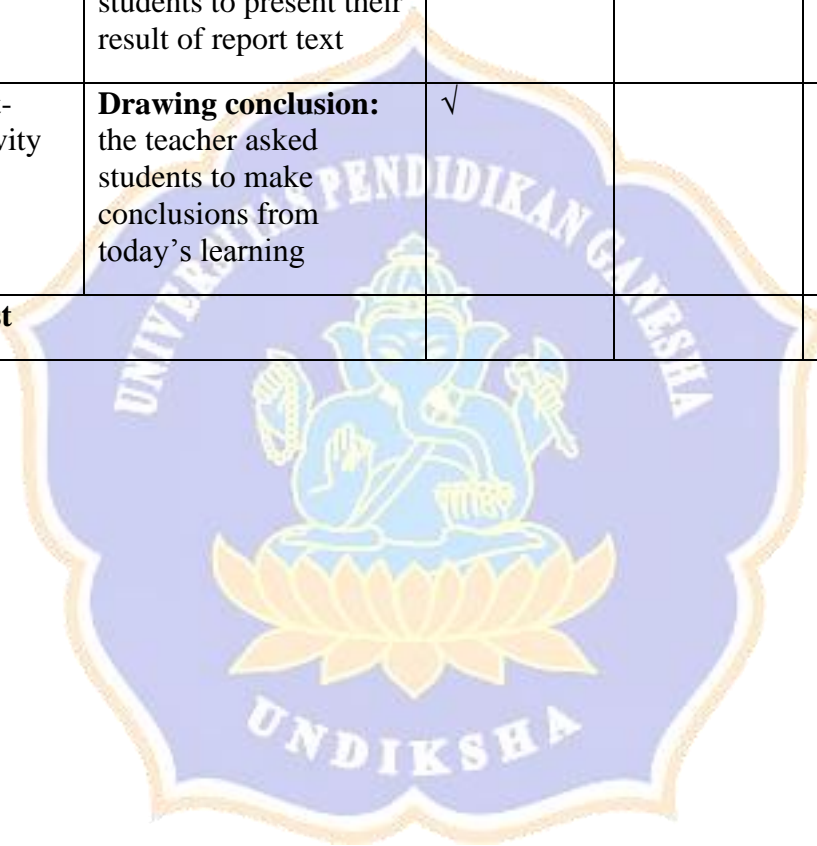 students to present their
result of report text
-
vity
Drawing conclusion:
the teacher asked
students to make
conclusions from
today's learning
√
UNIVERSITAS PENDIDIKAN GANESHA
UNDIKSHA